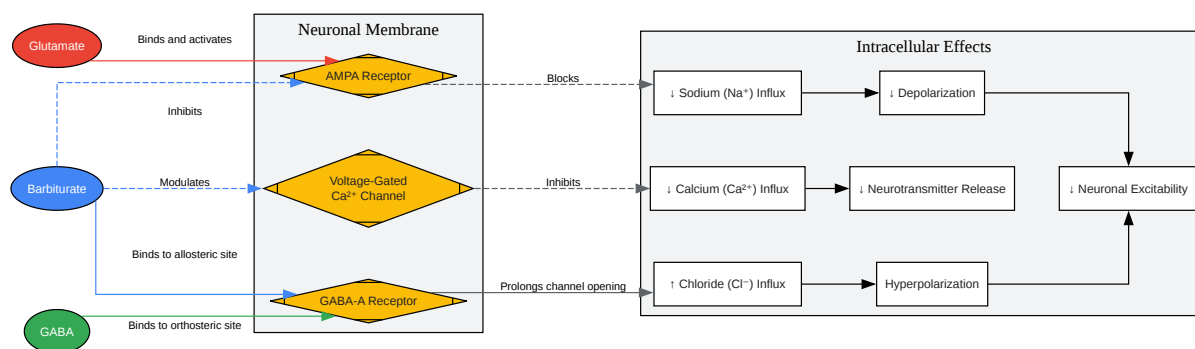 Neuronal Membrane
Intracellular Effects
Glutamate
Binds and activates
AMPA Receptor
Blocks
↓ Sodium (Na⁺) Influx
↓ Depolarization
Inhibits
Barbiturate
Modulates
Voltage-Gated
Ca²⁺ Channel
Inhibits
↓ Calcium (Ca²⁺) Influx
↓ Neurotransmitter Release
↓ Neuronal Excitability
Binds to allosteric site
GABA-A Receptor
Prolongs channel opening
↑ Chloride (Cl⁻) Influx
Hyperpolarization
GABA
Binds to orthosteric site